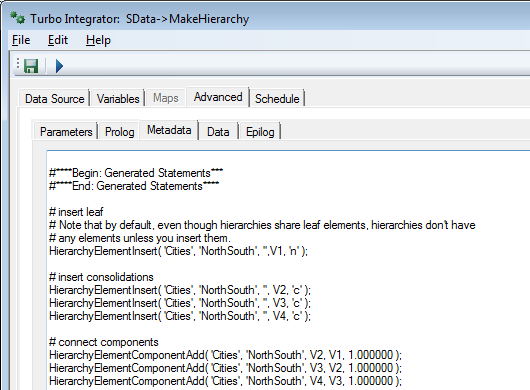 Turbo Integrator:  SData->MakeHierarchy
File Edit Help
Data Source Variables Maps Advanced Schedule
Parameters Prolog Metadata Data Epilog
#****Begin: Generated Statements***
#****End: Generated Statements****
# insert leaf
# Note that by default, even though hierarchies share leaf elements, hierarchies don't have
# any elements unless you insert them.
HierarchyElementInsert( 'Cities', 'NorthSouth', '',V1, 'n' );
# insert consolidations
HierarchyElementInsert( 'Cities', 'NorthSouth', '', V2, 'c' );
HierarchyElementInsert( 'Cities', 'NorthSouth', '', V3, 'c' );
HierarchyElementInsert( 'Cities', 'NorthSouth', '', V4, 'c' );
# connect components
HierarchyElementComponentAdd( 'Cities', 'NorthSouth', V2, V1, 1.000000 );
HierarchyElementComponentAdd( 'Cities', 'NorthSouth', V3, V2, 1.000000 );
HierarchyElementComponentAdd( 'Cities', 'NorthSouth', V4, V3, 1.000000 );